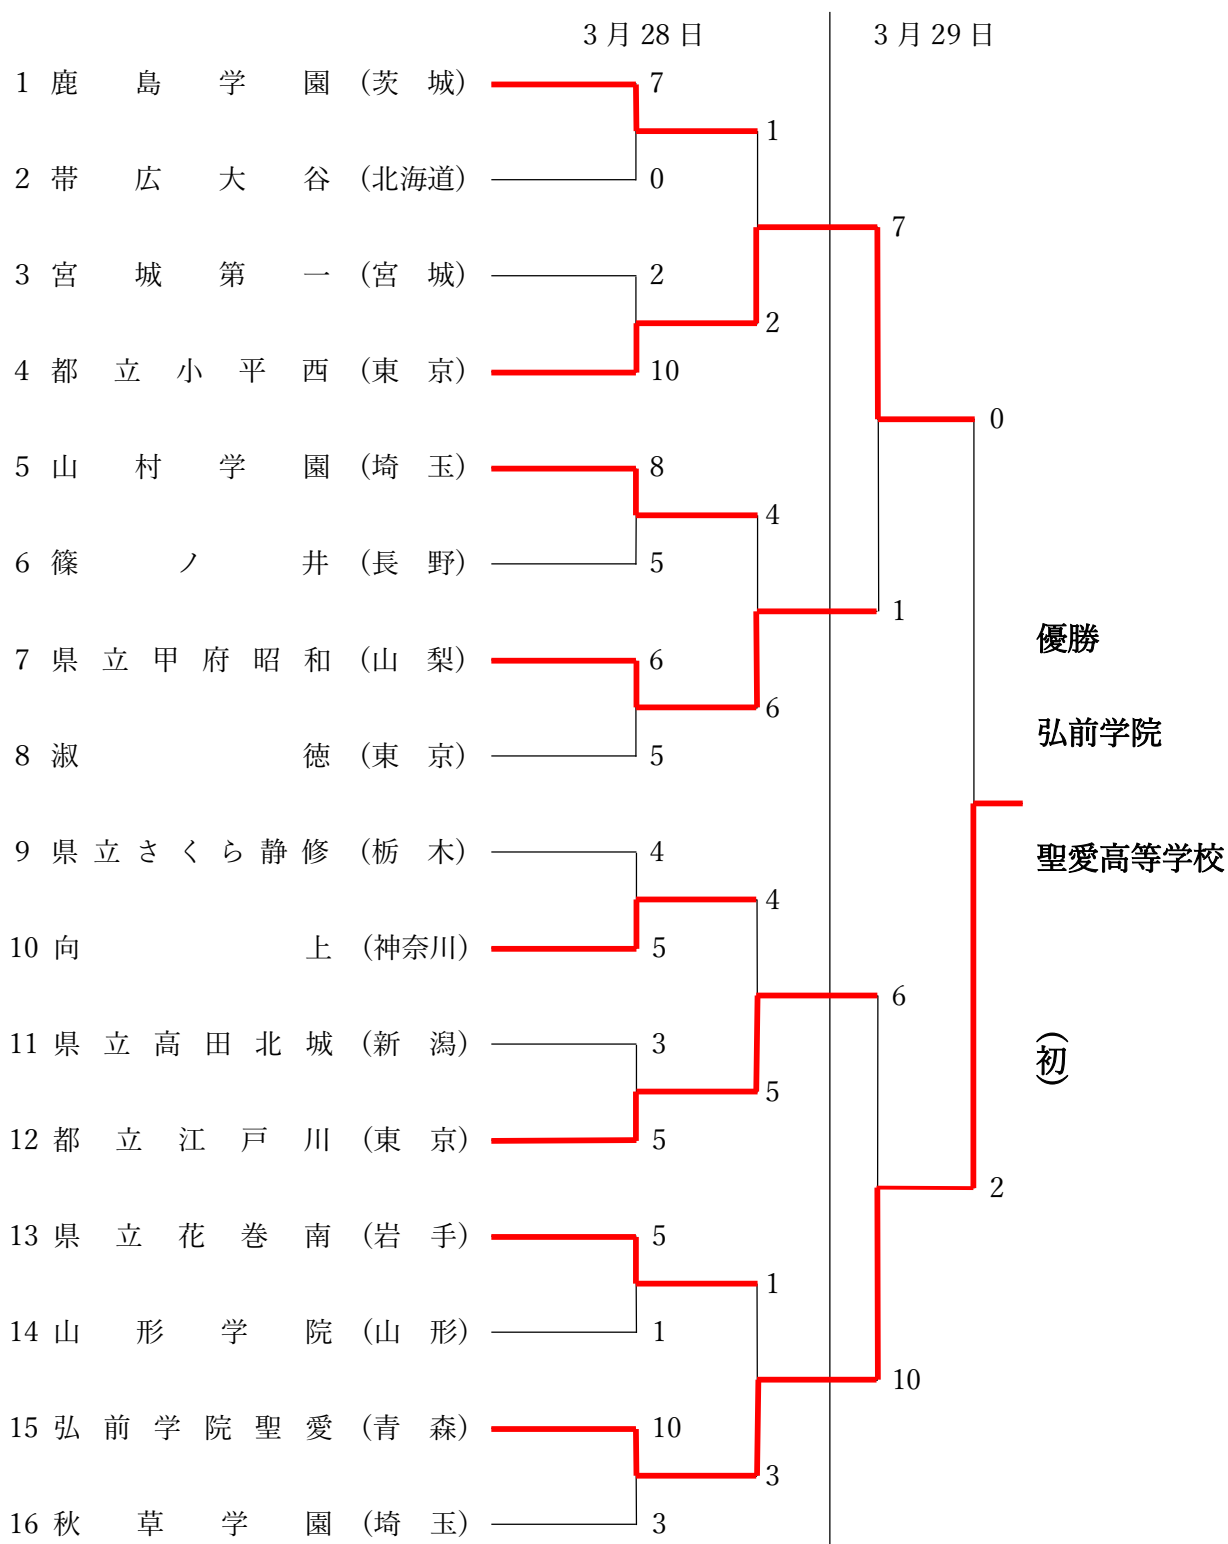 3月28日 3月29日
1 鹿島学園 (茨城) 7
1
2 帯広大谷 (北海道) 0
7
3 宮城第一 (宮城) 2
2
4 都立小平西 (東京) 10
0
5 山村学園 (埼玉) 8
4
6 篠ノ井 (長野) 5
1
優勝
7 県立甲府昭和 (山梨) 6
6
弘前学院
8 淑徳 (東京) 5
9 県立さくら静修 (栃木) 4
聖愛高等学校
4
10 向上 (神奈川) 5
6
11 県立高田北城 (新潟) 3
(初)
5
12 都立江戸川 (東京) 5
2
13 県立花巻南 (岩手) 5
1
14 山形学院 (山形) 1
10
15 弘前学院聖愛 (青森) 10
3
16 秋草学園 (埼玉) 3